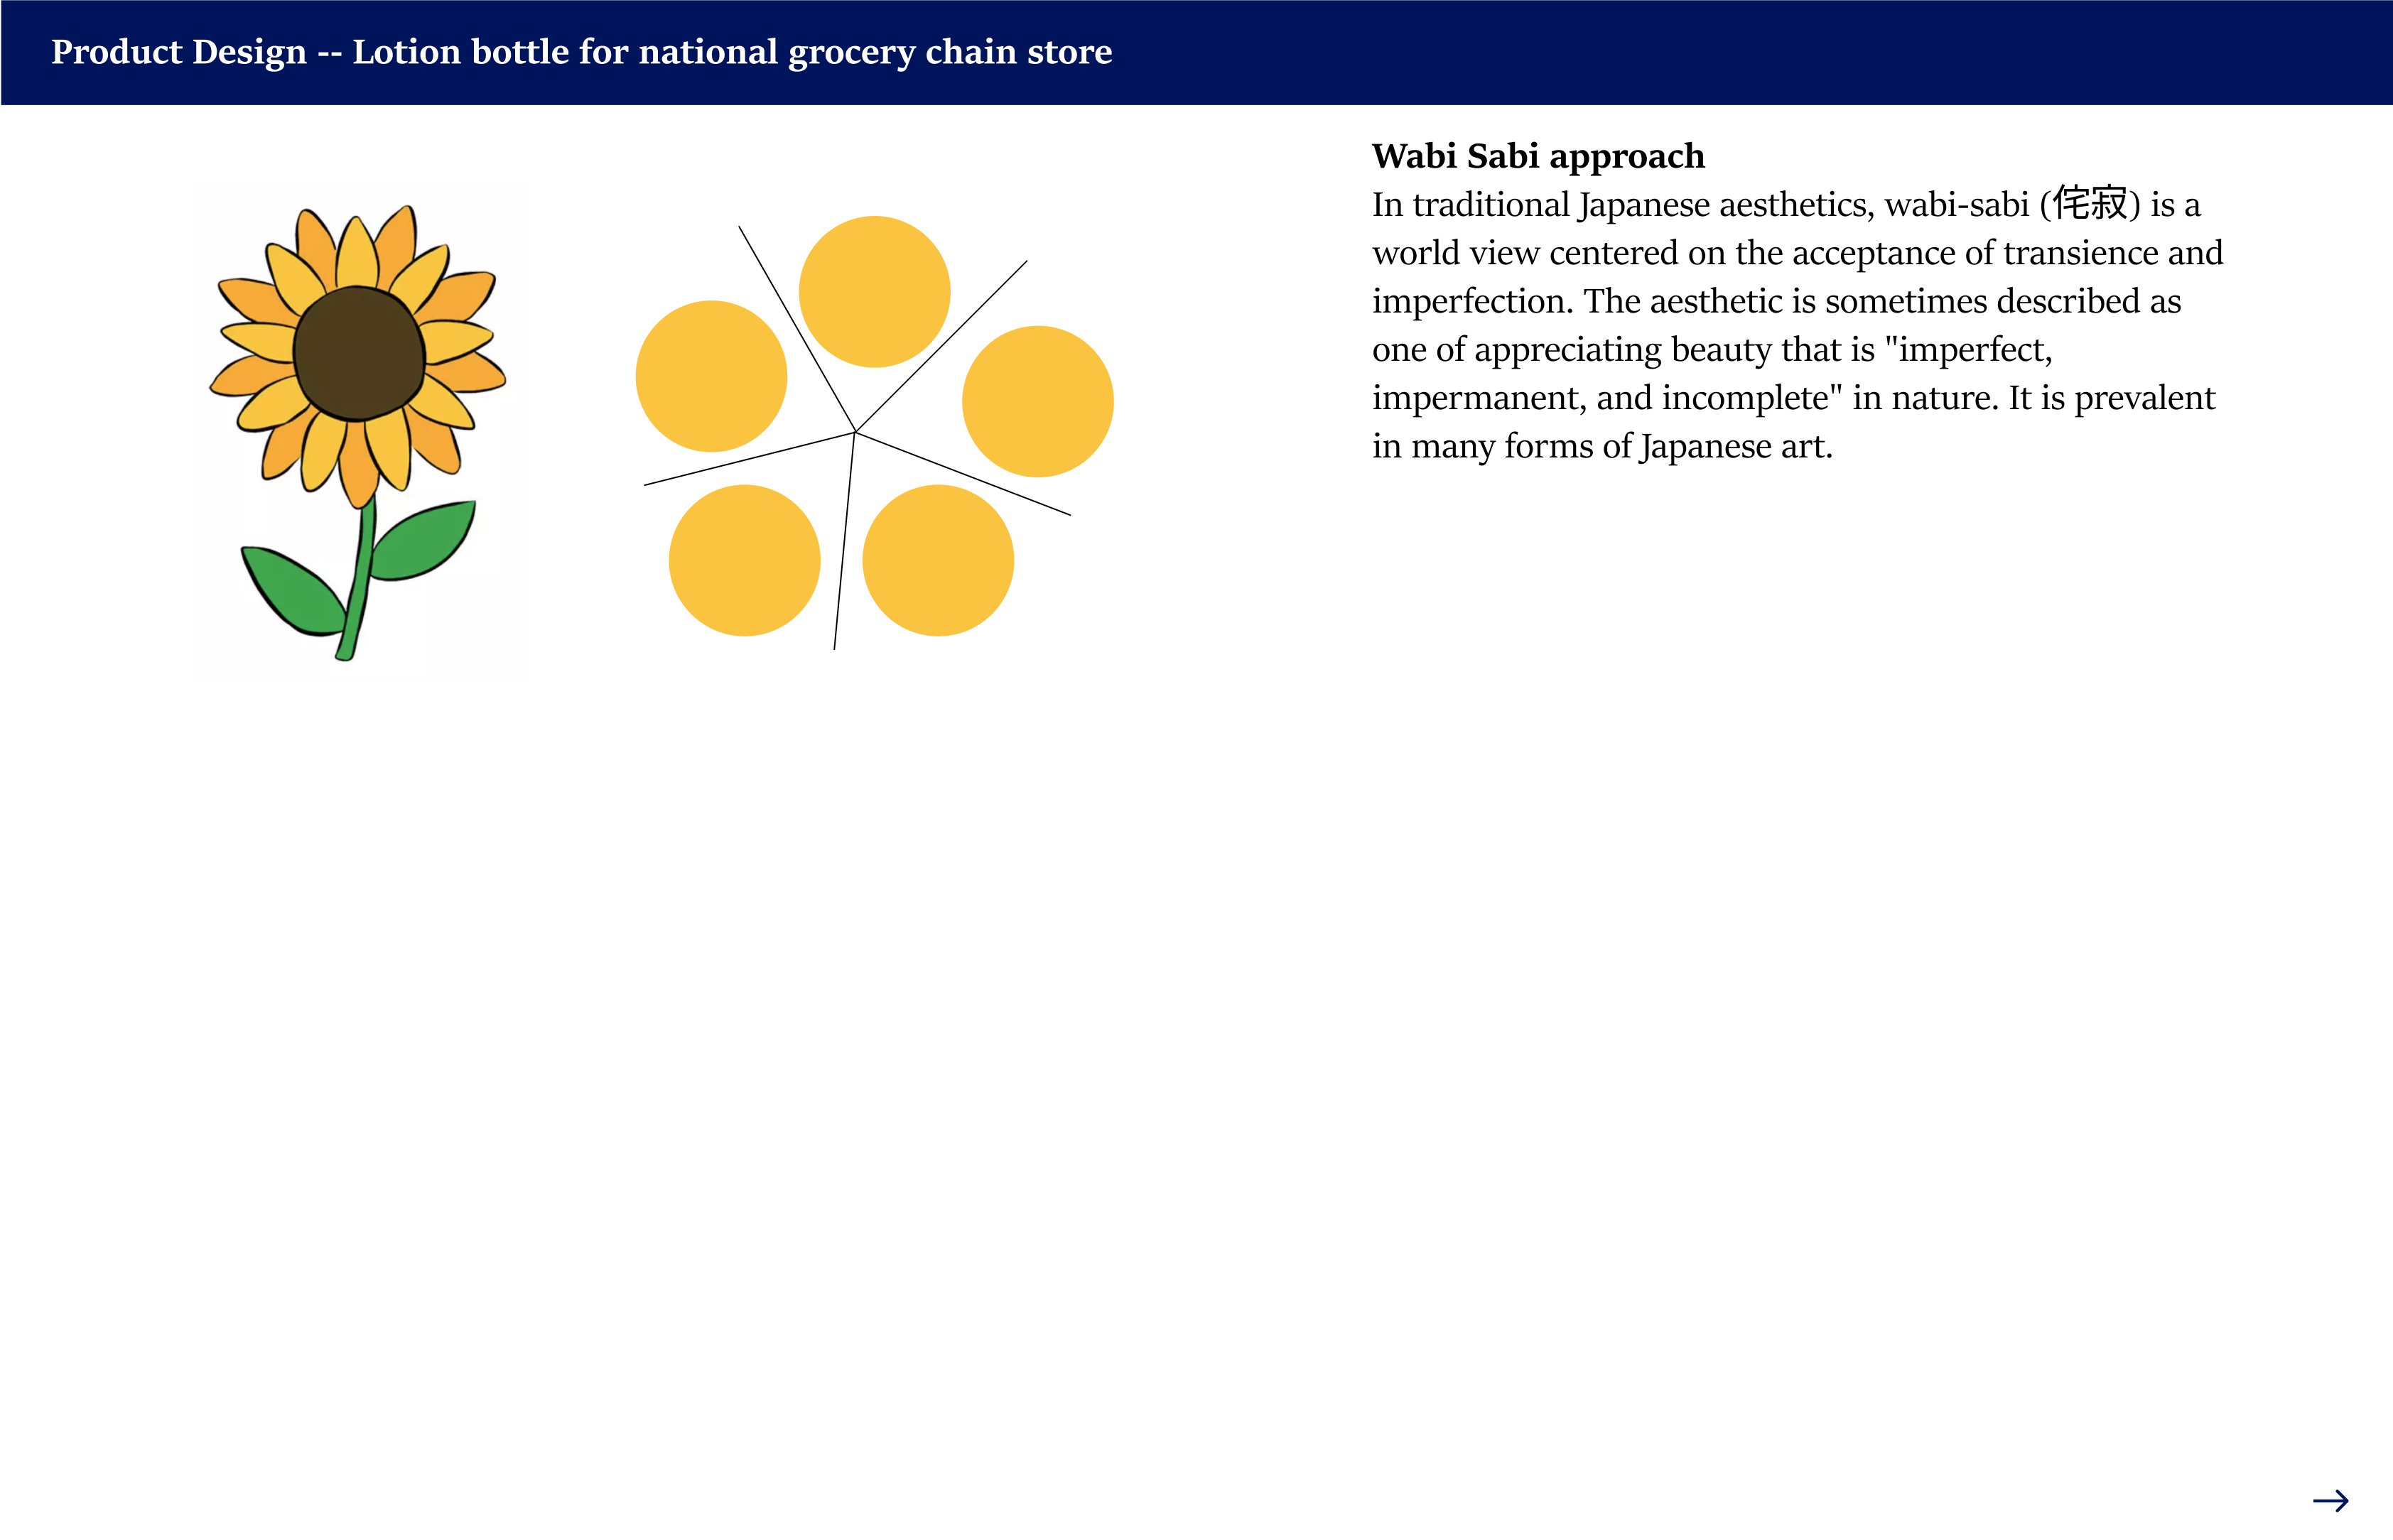 Product Design -- Lotion bottle for national grocery chain store
Wabi Sabi approach
In traditional Japanese aesthetics, wabi-sabi (侘寂) is a
world view centered on the acceptance of transience and
imperfection. The aesthetic is sometimes described as
one of appreciating beauty that is "imperfect,
impermanent, and incomplete" in nature. It is prevalent
in many forms of Japanese art.